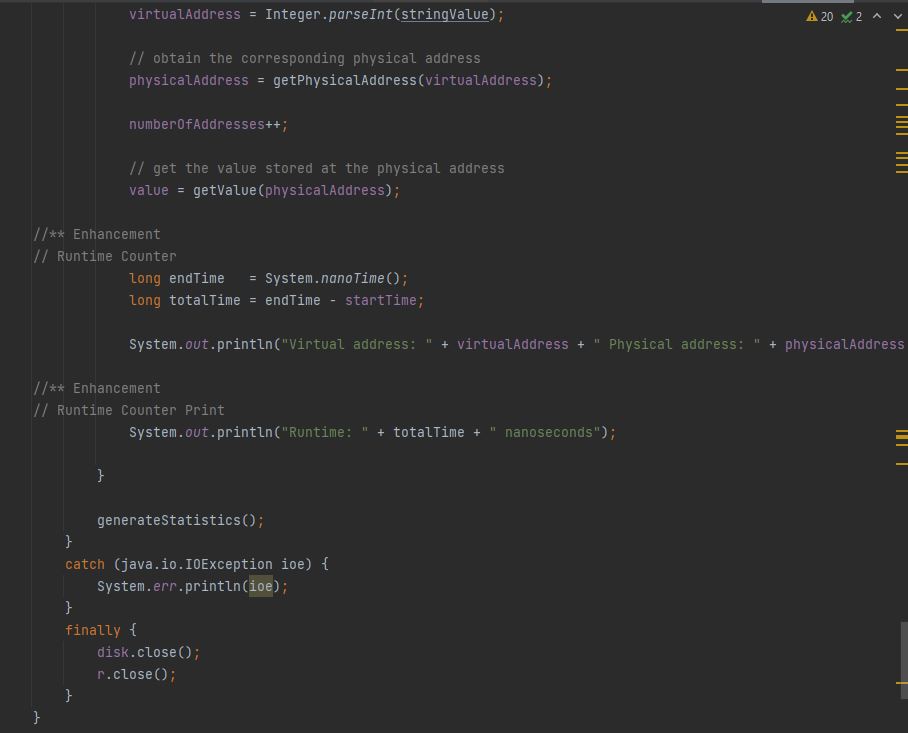 virtualAddress = Integer.parseInt(stringValue);
20 2
// obtain the corresponding physical address
physicalAddress = getPhysicalAddress(virtualAddress);
numberOfAddresses++;
// get the value stored at the physical address
value = getValue(physicalAddress);
//** Enhancement
// Runtime Counter
long endTime   = System.nanoTime();
long totalTime = endTime - startTime;
System.out.println("Virtual address: " + virtualAddress + " Physical address: " + physicalAddress
//** Enhancement
// Runtime Counter Print
System.out.println("Runtime: " + totalTime + " nanoseconds");
}
generateStatistics();
}
catch (java.io.IOException ioe) {
System.err.println(ioe);
}
finally {
disk.close();
r.close();
}
}